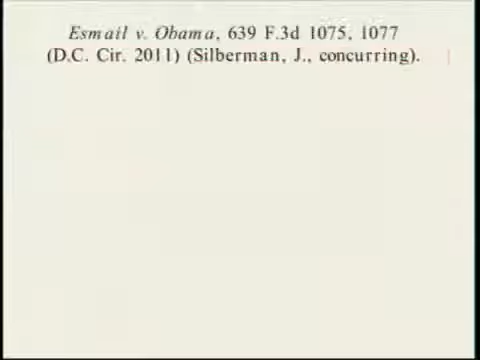 Esmail v. Obama, 639 F.3d 1075, 1077
(D.C. Cir. 2011) (Silberman, J., concurring).